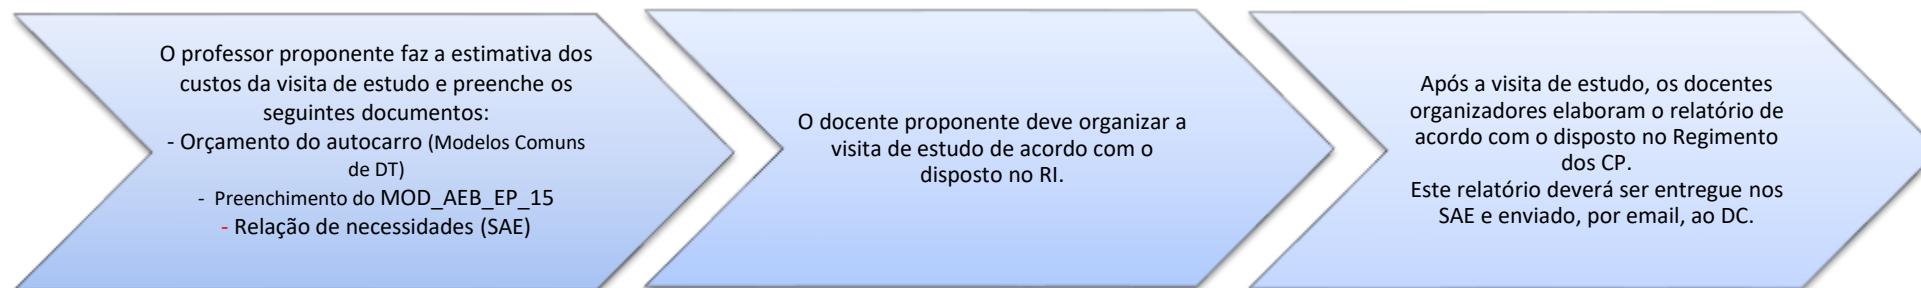 O professor proponente faz a estimativa dos
custos da visita de estudo e preenche os
seguintes documentos:
- Orçamento do autocarro (Modelos Comuns
de DT)
- Preenchimento do MOD_AEB_EP_15
- Relação de necessidades (SAE)
O docente proponente deve organizar a
visita de estudo de acordo com o
disposto no RI.
Após a visita de estudo, os docentes
organizadores elaboram o relatório de
acordo com o disposto no Regimento
dos CP.
Este relatório deverá ser entregue nos
SAE e enviado, por email, ao DC.